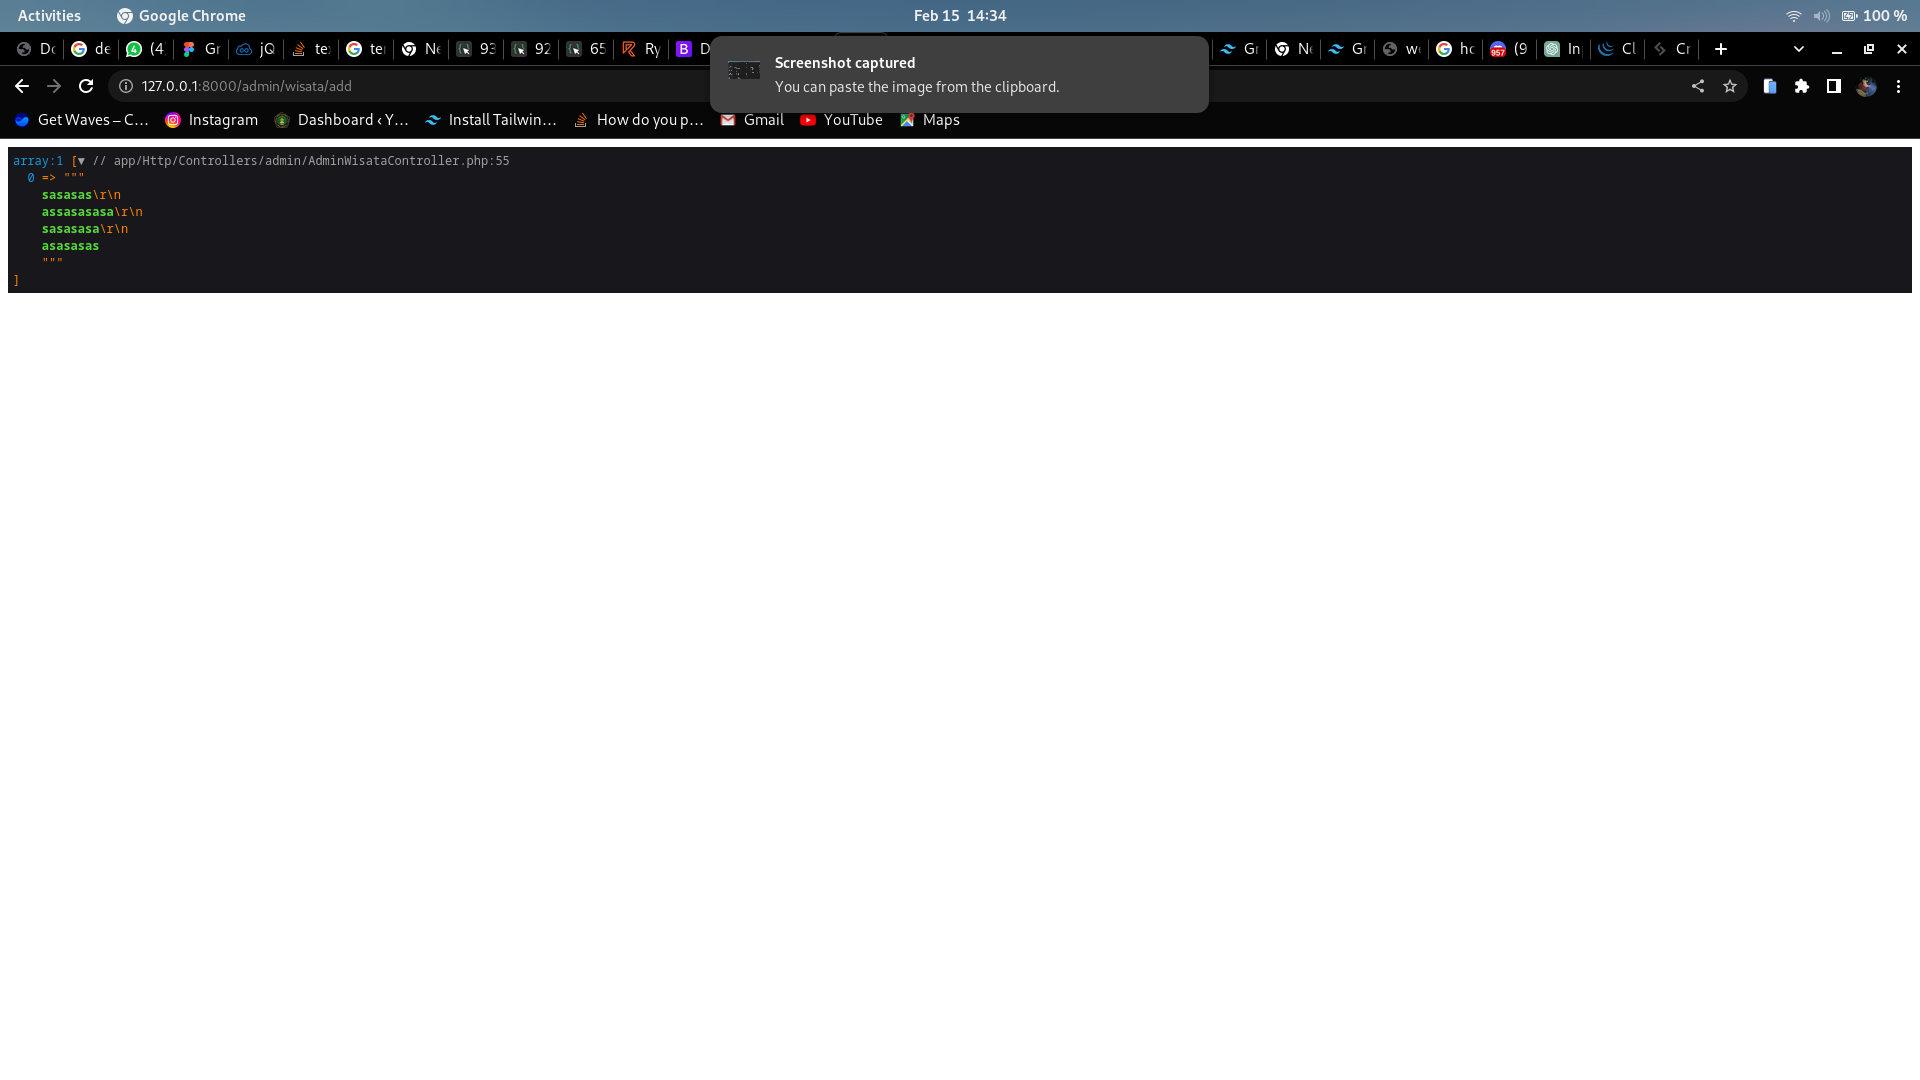 Activities Google Chrome Feb 15 14:34 100 %
Dc de (4 Gr jQ te ter Ne 93 92 65 Ry B D Gr Ne Gr w hc 957 (9 In Cl Cr
Screenshot captured
You can paste the image from the clipboard.
127.0.0.1:8000/admin/wisata/add
Get Waves – C... Instagram Dashboard ‹ Y... Install Tailwin... How do you p... Gmail YouTube Maps
array:1 [▼ // app/Http/Controllers/admin/AdminWisataController.php:55
0 => """
sasasas\r\n
assasasasa\r\n
sasasasa\r\n
asasasas
"""
]